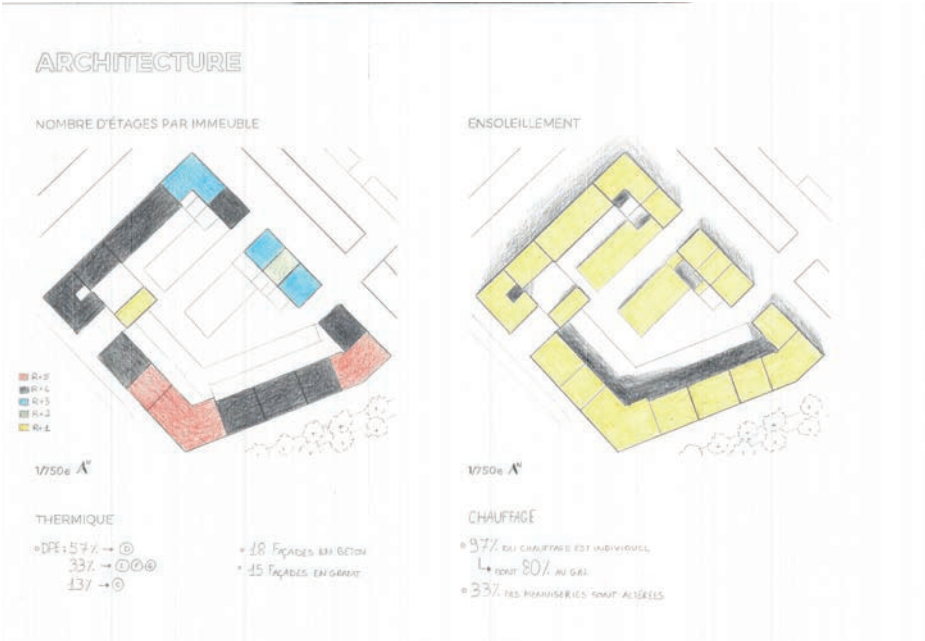 ARCHITECTURE
NOMBRE D'ÉTAGES PAR IMMEUBLE
R+5
R+4
R+3
R+2
R+1
1/750e N
THERMIQUE
DPE: 57% → D
33% → E F G
13% → C
18 FAÇADES EN BÉTON
15 FAÇADES EN GRANIT
ENSOLEILLEMENT
1/750e N
CHAUFFAGE
97% DU CHAUFFAGE EST INDIVIDUEL
DONT 80% AU GAZ
33% DES MENUISERIES SONT ALTÉRÉES